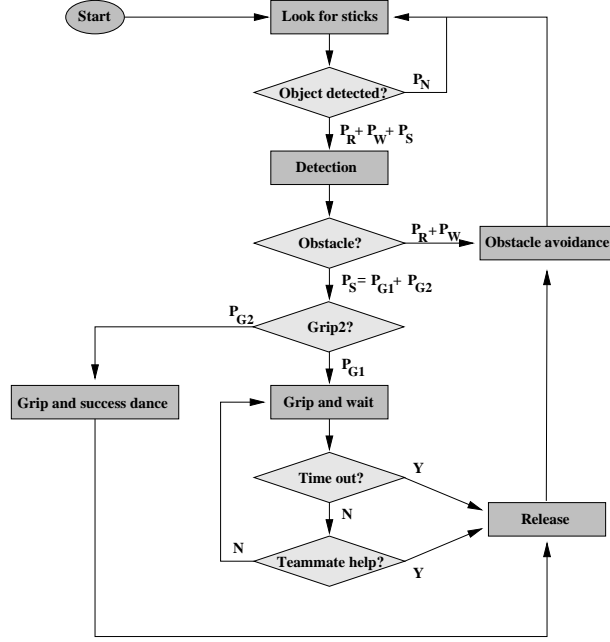 Start
Look for sticks
Object detected?
P_N
P_R + P_W + P_S
Detection
Obstacle?
P_R + P_W
Obstacle avoidance
P_S = P_G1 + P_G2
P_G2
Grip2?
P_G1
Grip and success dance
Grip and wait
Time out?
Y
N
Release
N
Teammate help?
Y